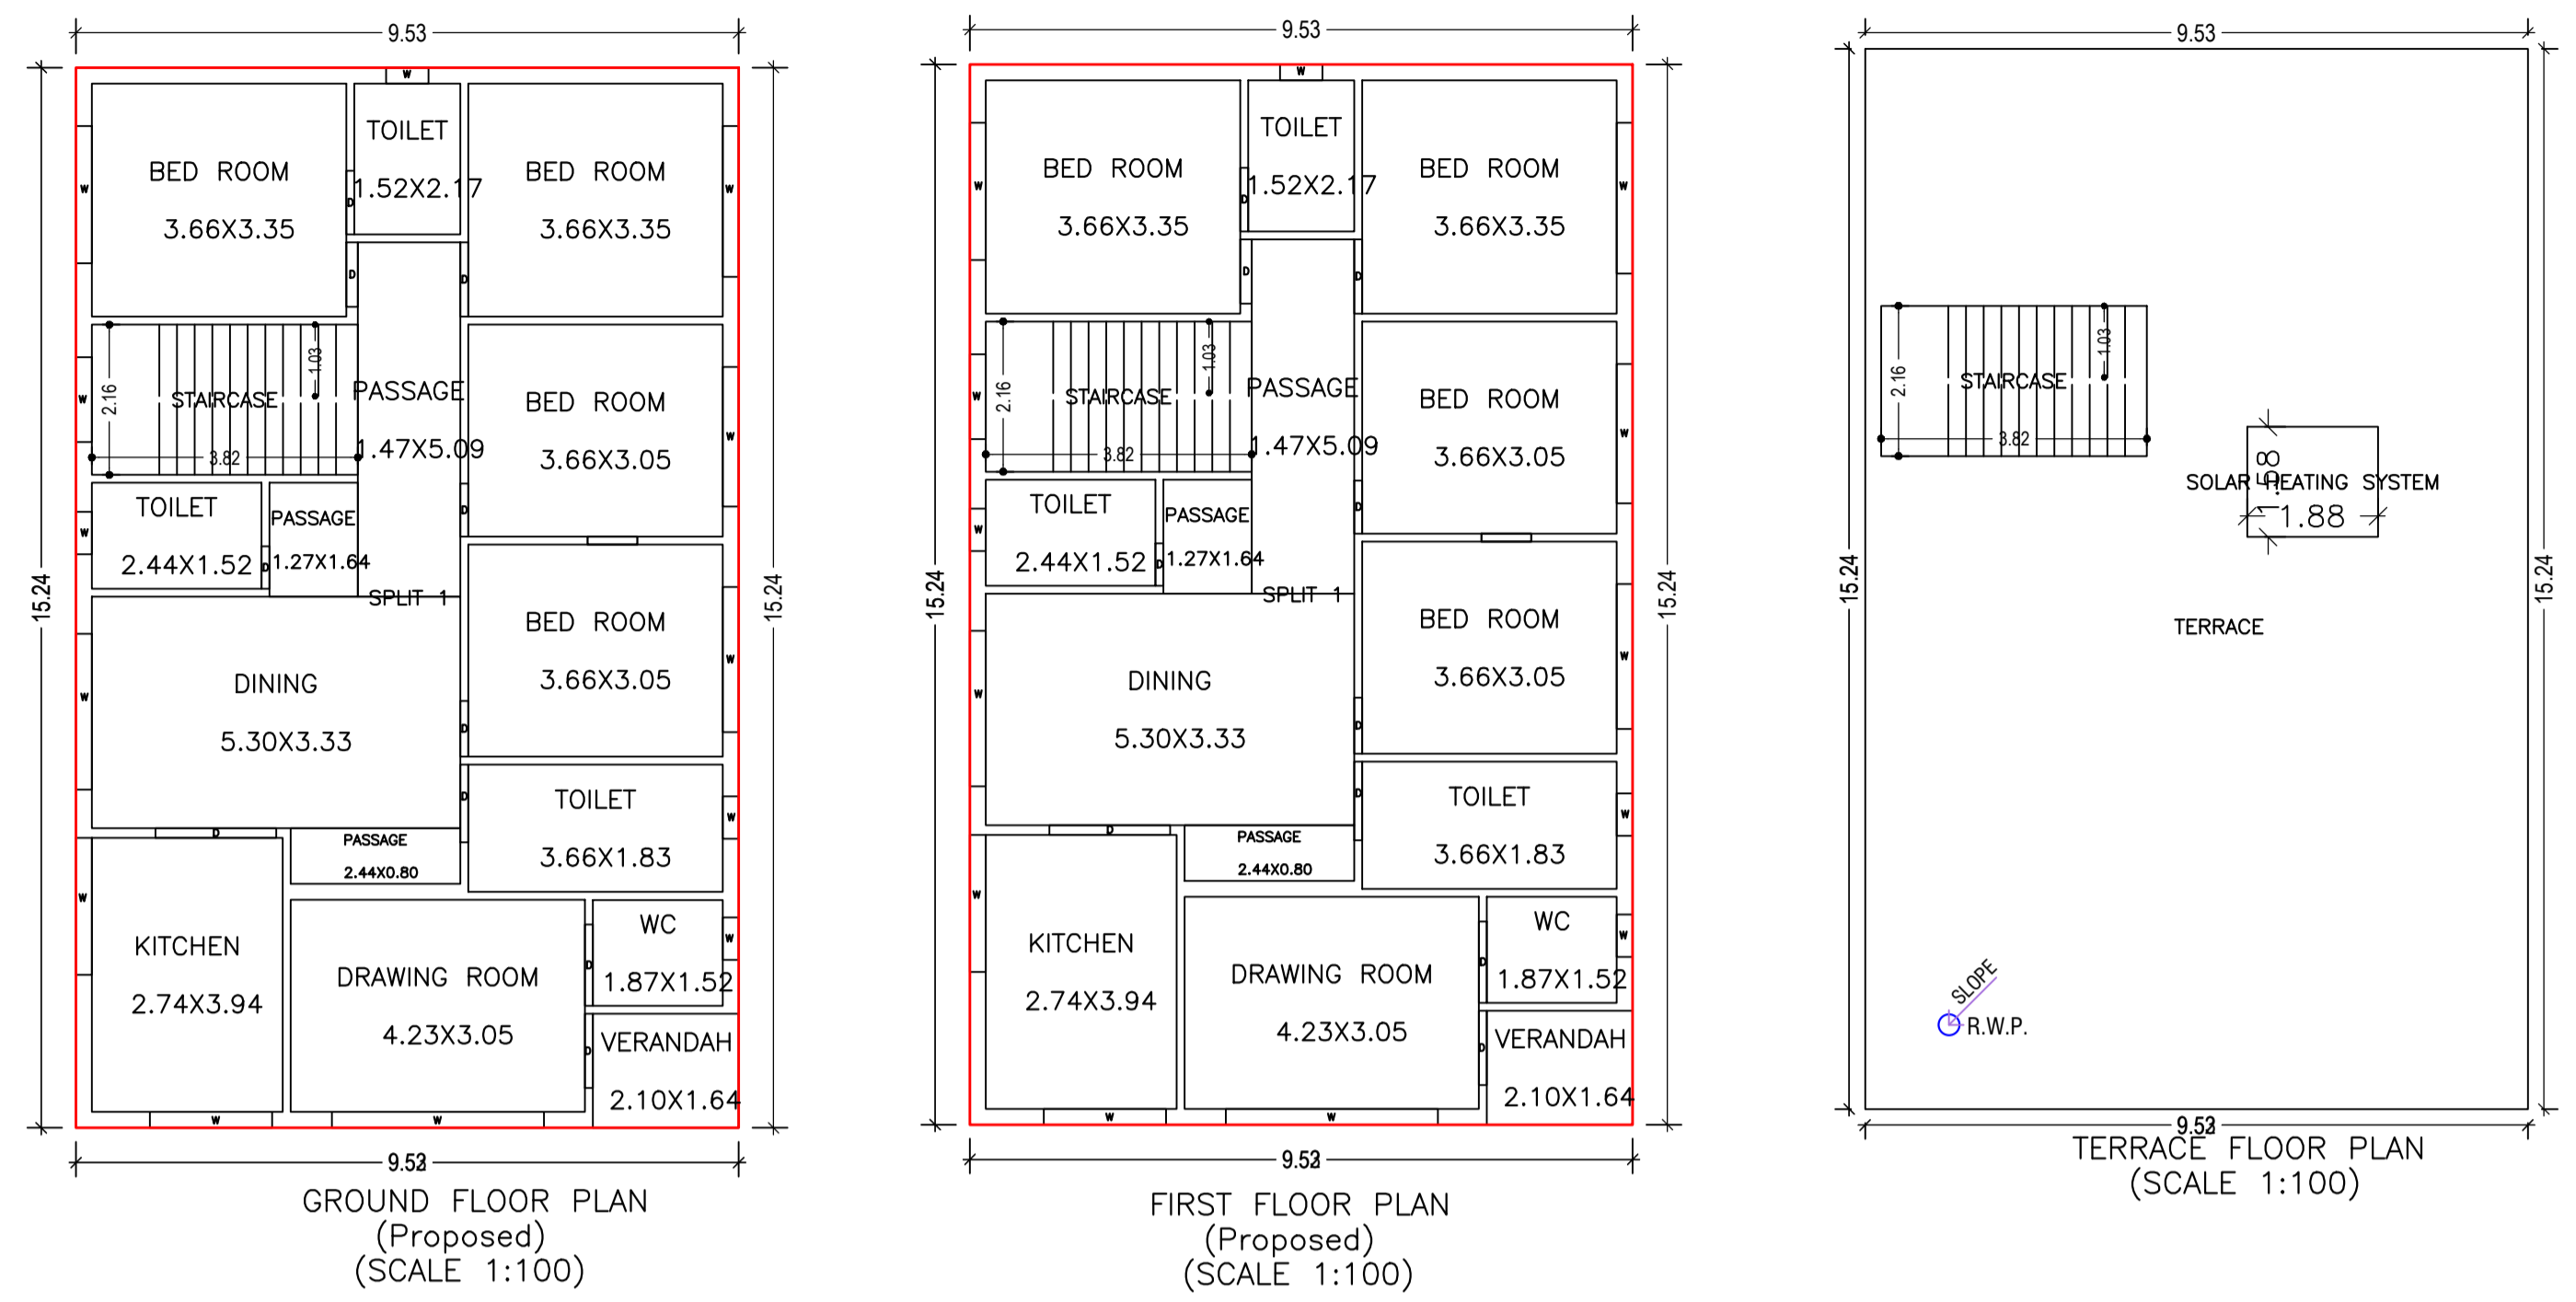 9.53
15.24
15.24
W
TOILET
1.52X2.17
BED ROOM
3.66X3.35
BED ROOM
3.66X3.35
W
W
D
D
D
1.03
2.16
STAIRCASE
3.82
W
PASSAGE
1.47X5.09
BED ROOM
3.66X3.05
W
D
TOILET
2.44X1.52
W
D
PASSAGE
1.27X1.64
SPLIT 1
BED ROOM
3.66X3.05
W
D
DINING
5.30X3.33
W
D
D
PASSAGE
2.44X0.80
TOILET
3.66X1.83
W
KITCHEN
2.74X3.94
W
W
DRAWING ROOM
4.23X3.05
W
WC
1.87X1.52
W
D
D
VERANDAH
2.10X1.64
GROUND FLOOR PLAN
(Proposed)
(SCALE 1:100)
9.53
15.24
15.24
W
TOILET
1.52X2.17
BED ROOM
3.66X3.35
BED ROOM
3.66X3.35
W
W
D
D
D
1.03
2.16
STAIRCASE
3.82
W
PASSAGE
1.47X5.09
BED ROOM
3.66X3.05
W
D
TOILET
2.44X1.52
W
D
PASSAGE
1.27X1.64
SPLIT 1
BED ROOM
3.66X3.05
W
D
DINING
5.30X3.33
W
D
D
PASSAGE
2.44X0.80
TOILET
3.66X1.83
W
KITCHEN
2.74X3.94
W
W
DRAWING ROOM
4.23X3.05
W
WC
1.87X1.52
W
D
D
VERANDAH
2.10X1.64
FIRST FLOOR PLAN
(Proposed)
(SCALE 1:100)
9.53
15.24
15.24
1.03
2.16
STAIRCASE
3.82
SOLAR HEATING SYSTEM
1.58
1.88
TERRACE
SLOPE
R.W.P.
TERRACE FLOOR PLAN
(SCALE 1:100)